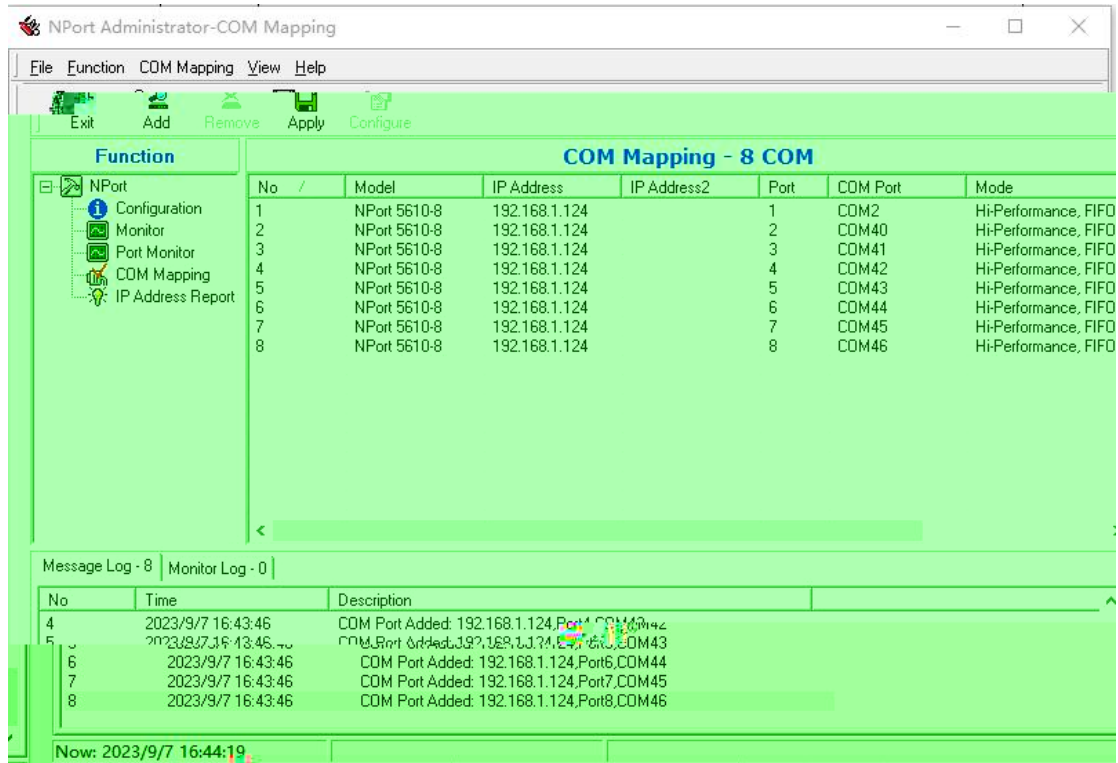 NPort Administrator-COM Mapping
File Function COM Mapping View Help
Exit Add Remove Apply Configure
Function
COM Mapping - 8 COM
NPort
Configuration
Monitor
Port Monitor
COM Mapping
IP Address Report
No / Model IP Address IP Address2 Port COM Port Mode
1 NPort 5610-8 192.168.1.124 1 COM2 Hi-Performance, FIFO
2 NPort 5610-8 192.168.1.124 2 COM40 Hi-Performance, FIFO
3 NPort 5610-8 192.168.1.124 3 COM41 Hi-Performance, FIFO
4 NPort 5610-8 192.168.1.124 4 COM42 Hi-Performance, FIFO
5 NPort 5610-8 192.168.1.124 5 COM43 Hi-Performance, FIFO
6 NPort 5610-8 192.168.1.124 6 COM44 Hi-Performance, FIFO
7 NPort 5610-8 192.168.1.124 7 COM45 Hi-Performance, FIFO
8 NPort 5610-8 192.168.1.124 8 COM46 Hi-Performance, FIFO
Message Log - 8 Monitor Log - 0
No Time Description
4 2023/9/7 16:43:46 COM Port Added: 192.168.1.124
COM43
6 2023/9/7 16:43:46 COM Port Added: 192.168.1.124,Port6,COM44
7 2023/9/7 16:43:46 COM Port Added: 192.168.1.124,Port7,COM45
8 2023/9/7 16:43:46 COM Port Added: 192.168.1.124,Port8,COM46
Now: 2023/9/7 16:44:19